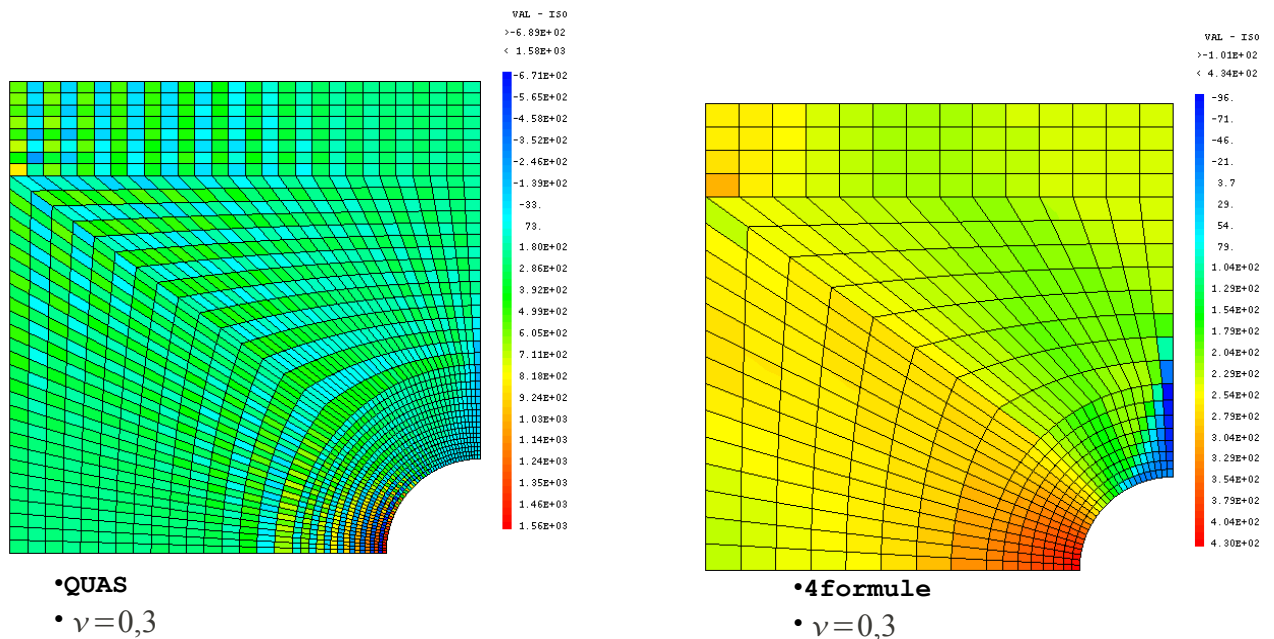 VAL - ISO
>-6.89E+02
< 1.58E+03
-6.71E+02
-5.65E+02
-4.58E+02
-3.52E+02
-2.46E+02
-1.39E+02
-33.
73.
1.80E+02
2.86E+02
3.92E+02
4.99E+02
6.05E+02
7.11E+02
8.18E+02
9.24E+02
1.03E+03
1.14E+03
1.24E+03
1.35E+03
1.46E+03
1.56E+03
•QUAS
• ν=0,3
VAL - ISO
>-1.01E+02
< 4.34E+02
-96.
-71.
-46.
-21.
3.7
29.
54.
79.
1.04E+02
1.29E+02
1.54E+02
1.79E+02
2.04E+02
2.29E+02
2.54E+02
2.79E+02
3.04E+02
3.29E+02
3.54E+02
3.79E+02
4.04E+02
4.30E+02
•4formule
• ν=0,3